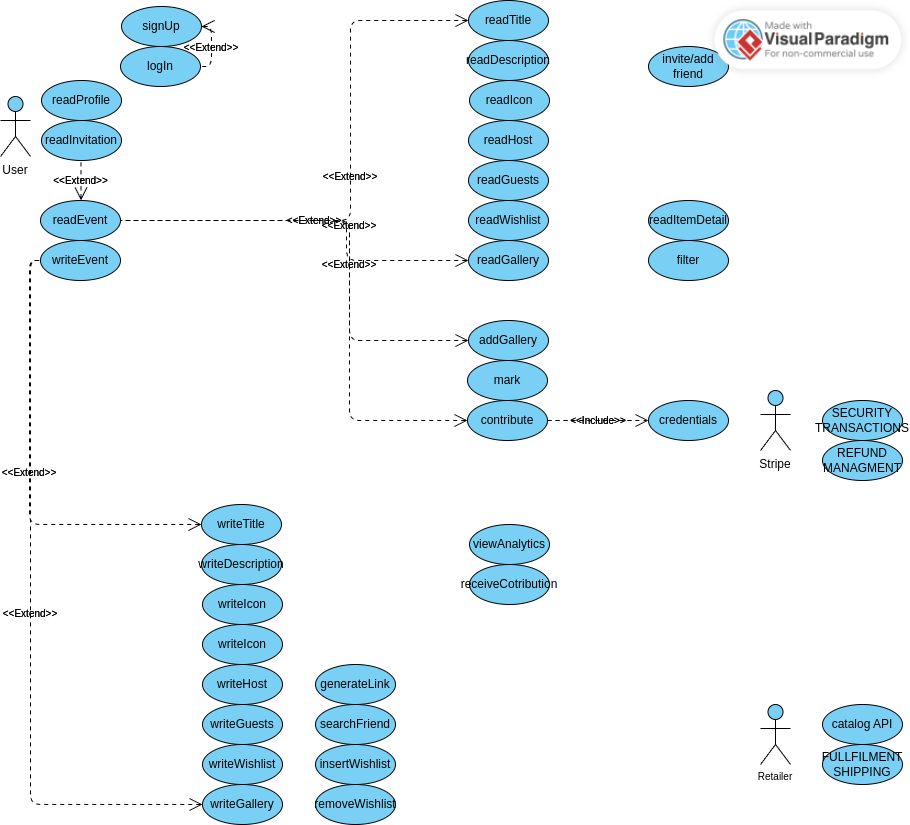 signUp
<<Extend>>
logIn
readProfile
readInvitation
User
<<Extend>>
readEvent
writeEvent
<<Extend>>
<<Extend>>
<<Extend>>
<<Extend>>
readTitle
readDescription
readIcon
readHost
readGuests
readWishlist
readGallery
Made with
VisualParadigm
For non-commercial use
invite/add
friend
readItemDetail
filter
addGallery
mark
contribute
<<Include>>
credentials
Stripe
SECURITY
TRANSACTIONS
REFUND
MANAGMENT
<<Extend>>
<<Extend>>
writeTitle
writeDescription
writeIcon
writeIcon
writeHost
writeGuests
writeWishlist
writeGallery
generateLink
searchFriend
insertWishlist
removeWishlist
viewAnalytics
receiveCotribution
Retailer
catalog API
FULLFILMENT
SHIPPING